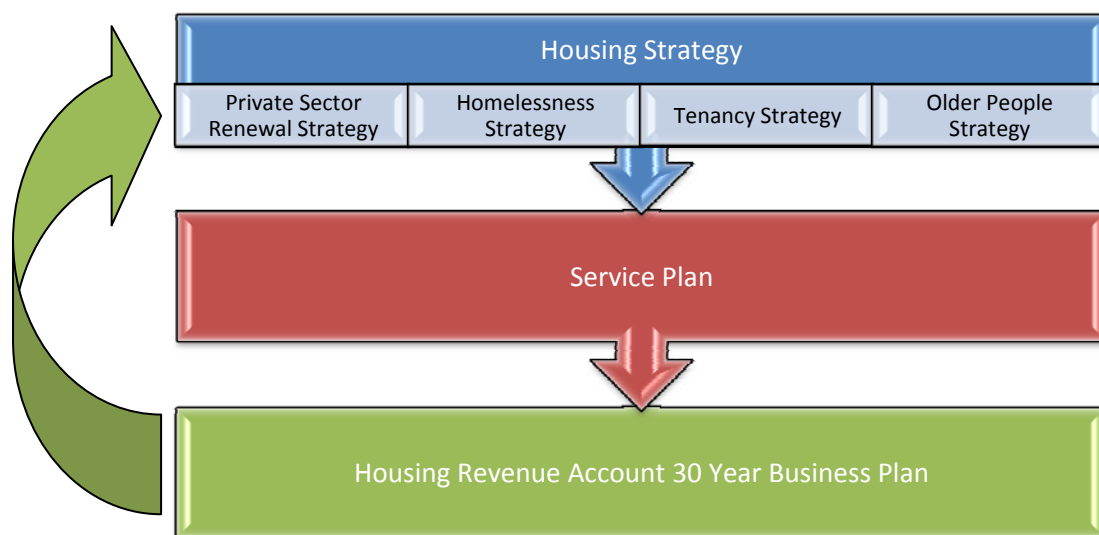 Housing Strategy
Private Sector
Renewal Strategy
Homelessness
Strategy
Tenancy Strategy
Older People
Strategy
Service Plan
Housing Revenue Account 30 Year Business Plan